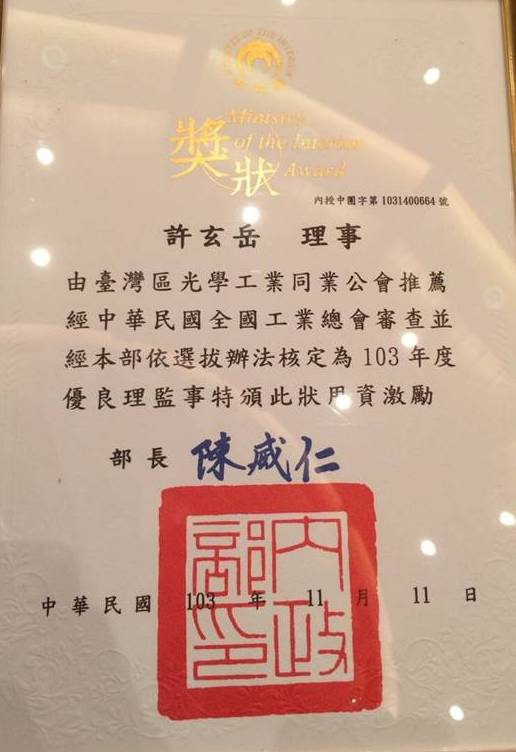 獎狀
Ministry
of the Interior
Award
內授中團字第 1031400664 號
許玄岳 理事
由臺灣區光學工業同業公會推薦
經中華民國全國工業總會審查並
經本部依選拔辦法核定為 103 年度
優良理監事特頒此狀用資激勵
部長 陳威仁
內政部印
中華民國 103 年 11 月 11 日